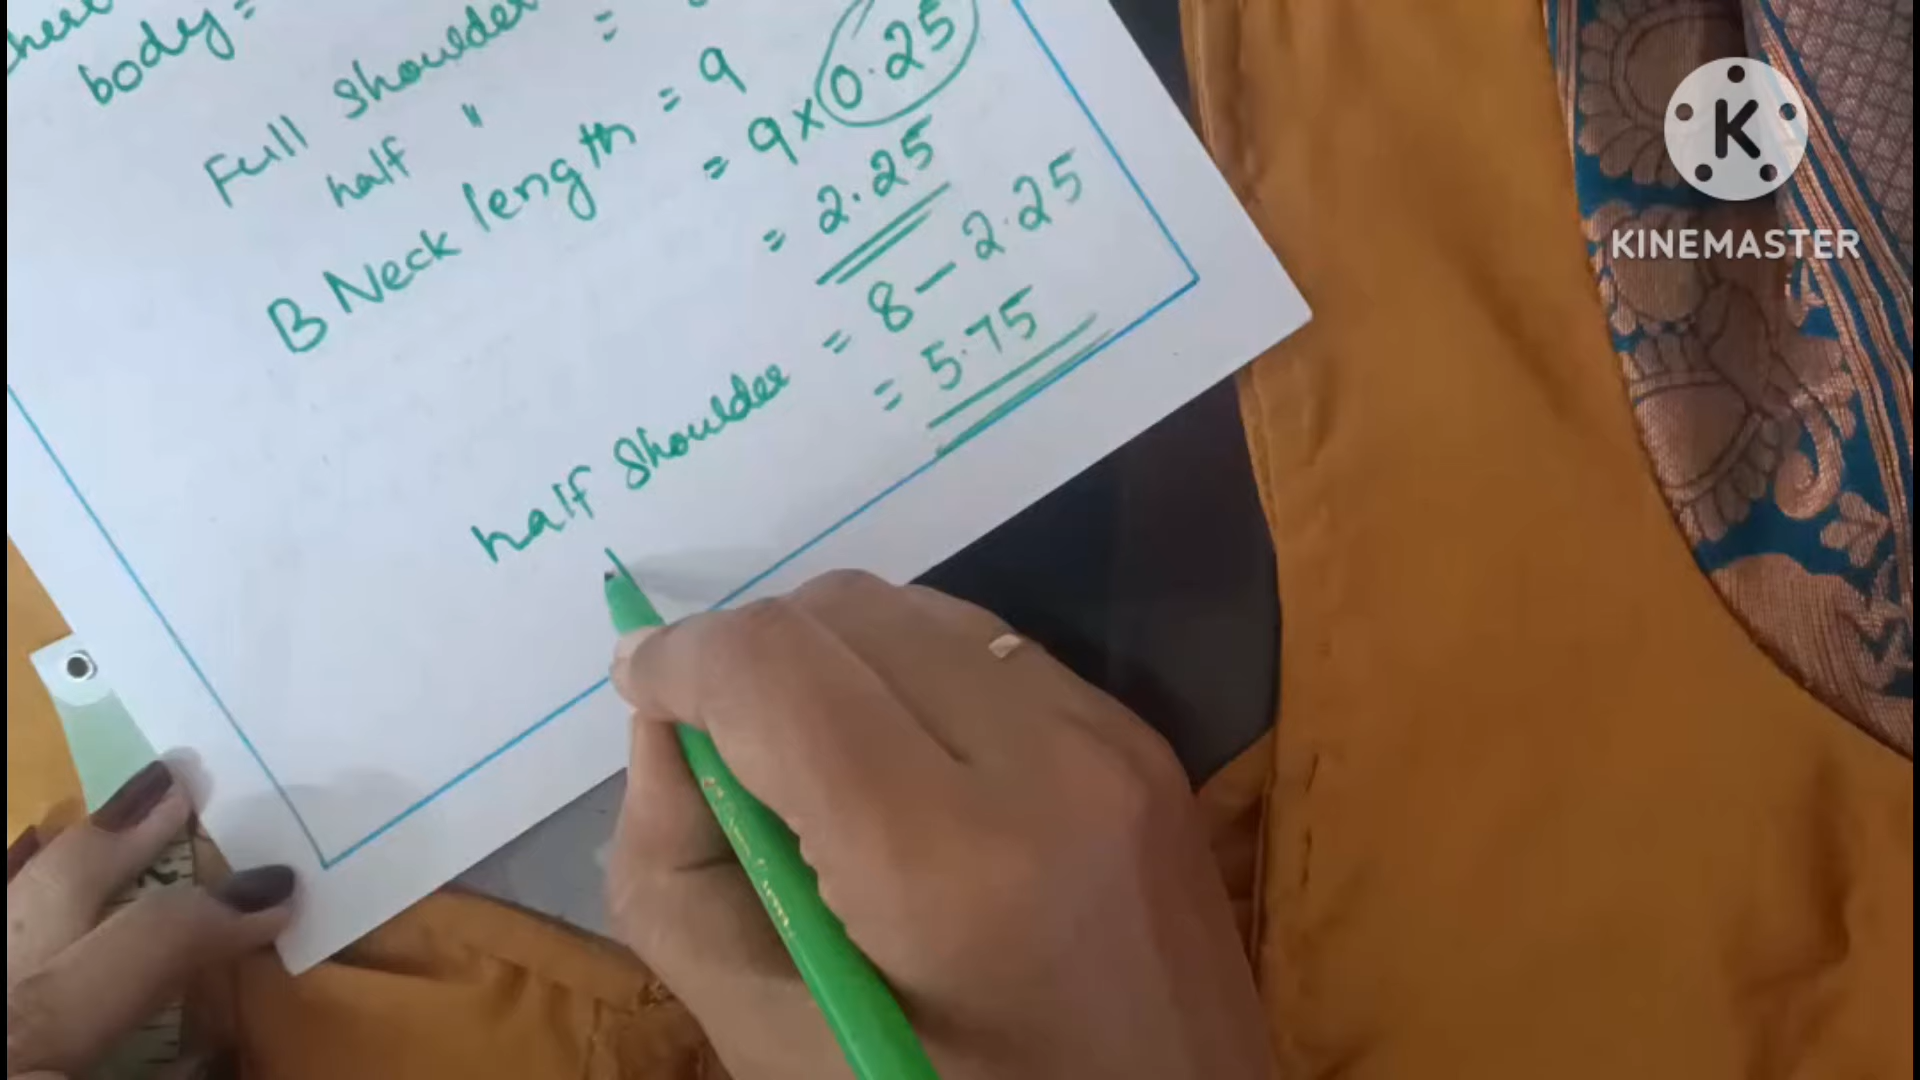 body=
Full Shoulder =
half "
B Neck length = 9
= 9 × 0.25
= 2.25
half Shoulder = 8 - 2.25
= 5.75
K
KINEMASTER